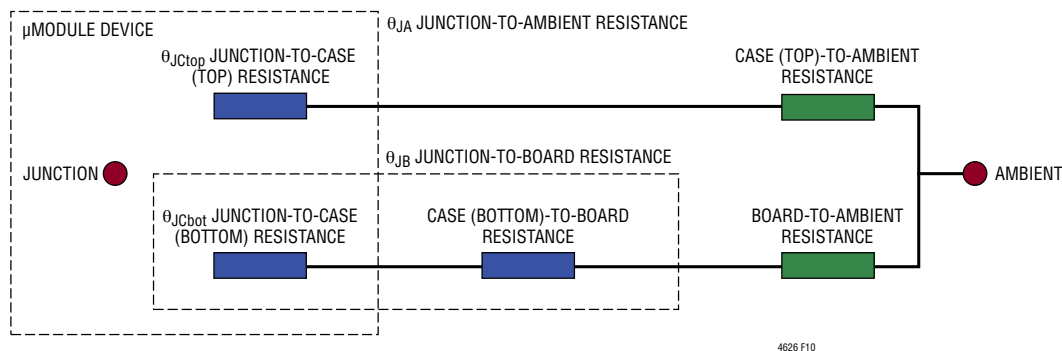 µMODULE DEVICE
θJA JUNCTION-TO-AMBIENT RESISTANCE
θJCtop JUNCTION-TO-CASE
(TOP) RESISTANCE
CASE (TOP)-TO-AMBIENT
RESISTANCE
JUNCTION
θJB JUNCTION-TO-BOARD RESISTANCE
AMBIENT
θJCbot JUNCTION-TO-CASE
(BOTTOM) RESISTANCE
CASE (BOTTOM)-TO-BOARD
RESISTANCE
BOARD-TO-AMBIENT
RESISTANCE
4626 F10